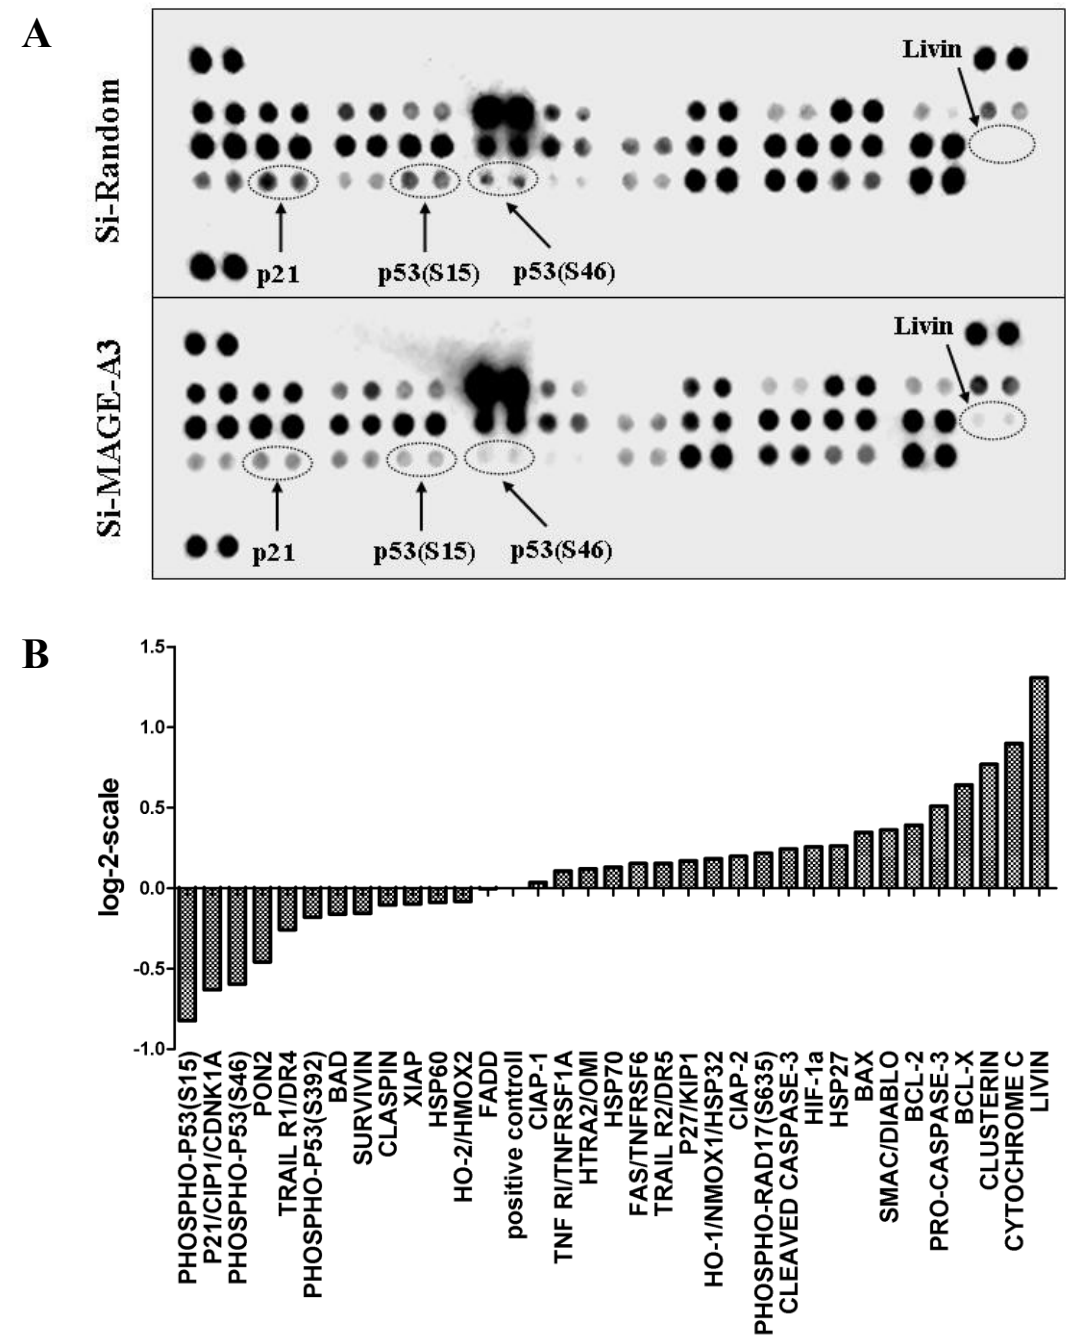 A
Si-Random
Livin
p21
p53(S15)
p53(S46)
Si-MAGE-A3
Livin
p21
p53(S15)
p53(S46)
B
log-2-scale
1.5
1.0
0.5
0.0
-0.5
-1.0
PHOSPHO-P53(S15)
P21/CIP1/CDNK1A
PHOSPHO-P53(S46)
PON2
TRAIL R1/DR4
PHOSPHO-P53(S392)
BAD
SURVIVIN
CLASPIN
XIAP
HSP60
HO-2/HMOX2
FADD
positive controll
CIAP-1
TNF RI/TNFRSF1A
HTRA2/OMI
HSP70
FAS/TNFRSF6
TRAIL R2/DR5
P27/KIP1
HO-1/NMOX1/HSP32
CIAP-2
PHOSPHO-RAD17(S635)
CLEAVED CASPASE-3
HIF-1a
HSP27
BAX
SMAC/DIABLO
BCL-2
PRO-CASPASE-3
BCL-X
CLUSTERIN
CYTOCHROME C
LIVIN